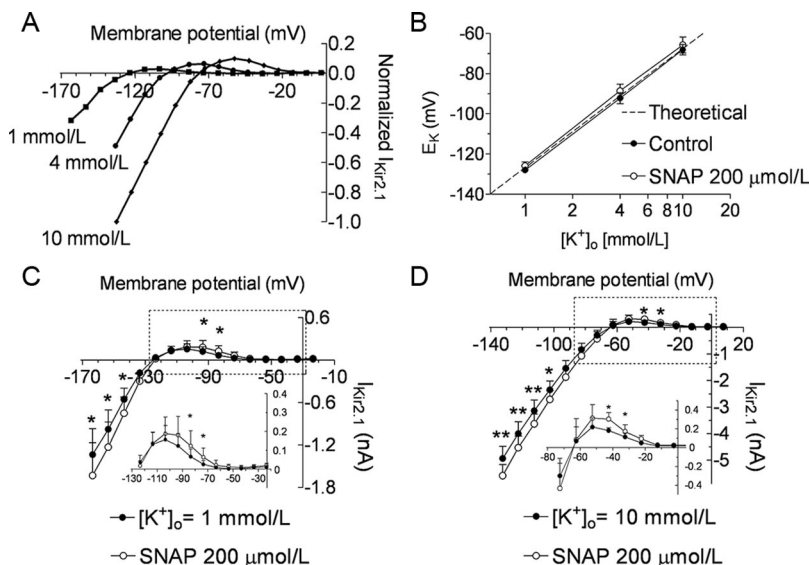 A
Membrane potential (mV)
-170
-120
-70
-20
0.2
0.0
-0.2
-0.4
-0.6
-0.8
-1.0
Normalized I Kir2.1
1 mmol/L
4 mmol/L
10 mmol/L
B
-60
-80
-100
-120
-140
E K (mV)
Theoretical
Control
SNAP 200 μmol/L
1 2 4 6 8 10 20
[K+]o [mmol/L]
C
Membrane potential (mV)
-170
-130
-90
-50
-10
0.6
-0.6
-1.2
-1.8
I Kir2.1 (nA)
* *
* * *
0.4
0.3
0.2
0.1
0
* *
-130 -110 -90 -70 -50 -30
[K+]o= 1 mmol/L
SNAP 200 μmol/L
D
Membrane potential (mV)
-140
-100
-60
-20
20
-1
-2
-3
-4
-5
I Kir2.1 (nA)
* *
** ** ** *
0.4
0.2
0
-0.2
-0.4
* *
-80 -60 -40 -20 0
[K+]o= 10 mmol/L
SNAP 200 μmol/L